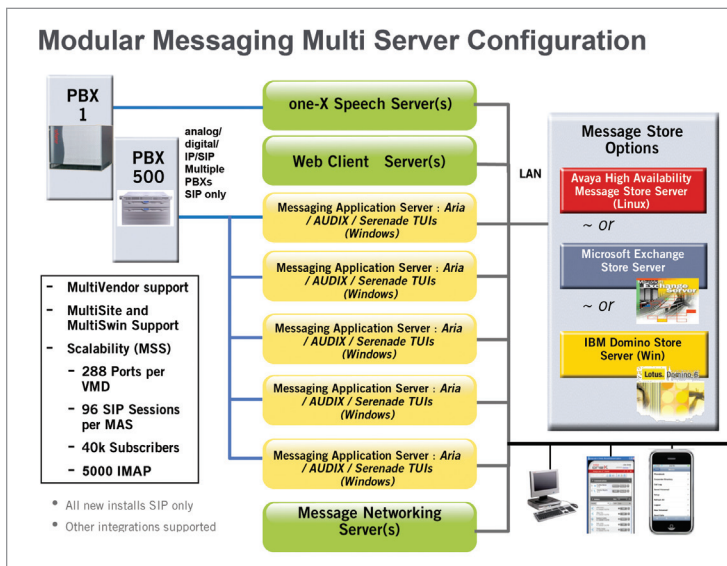 Modular Messaging Multi Server Configuration
PBX
1
PBX
500
analog/
digital/
IP/SIP
Multiple
PBXs
SIP only
one-X Speech Server(s)
Web Client Server(s)
Messaging Application Server : Aria
/ AUDIX / Serenade TUIs
(Windows)
Messaging Application Server : Aria
/ AUDIX / Serenade TUIs
(Windows)
Messaging Application Server : Aria
/ AUDIX / Serenade TUIs
(Windows)
Messaging Application Server : Aria
/ AUDIX / Serenade TUIs
(Windows)
Messaging Application Server : Aria
/ AUDIX / Serenade TUIs
(Windows)
Message Networking
Server(s)
LAN
Message Store
Options
Avaya High Availability
Message Store Server
(Linux)
~ or
Microsoft Exchange
Store Server
Exchange
Server
~ or
IBM Domino Store
Server (Win)
Lotus. Domino 6
- MultiVendor support
- MultiSite and
MultiSwin Support
- Scalability (MSS)
- 288 Ports per
VMD
- 96 SIP Sessions
per MAS
- 40k Subscribers
- 5000 IMAP
• All new installs SIP only
• Other integrations supported